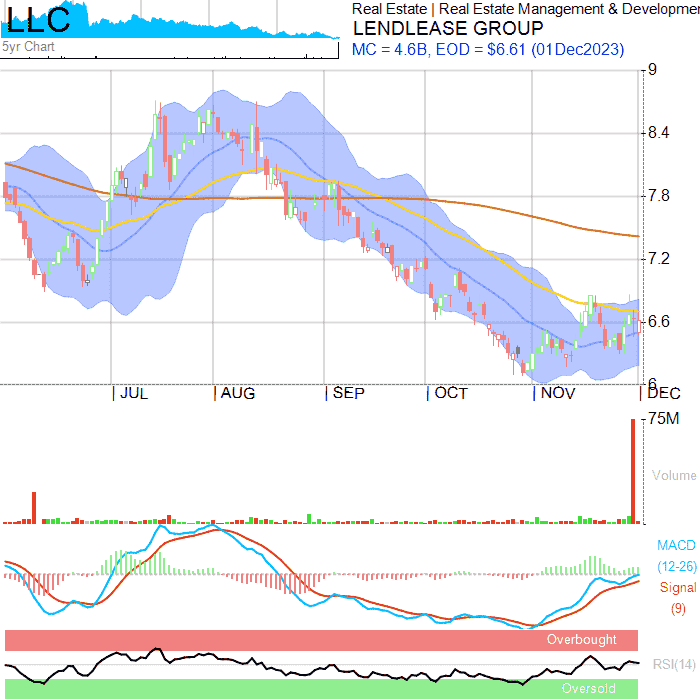 LLC
5yr Chart
Real Estate | Real Estate Management & Developmen
LENDLEASE GROUP
MC = 4.6B, EOD = $6.61 (01Dec2023)
9
8.4
7.8
7.2
6.6
6
JUL
AUG
SEP
OCT
NOV
DEC
75M
Volume
MACD
(12-26)
Signal
(9)
Overbought
RSI(14)
Oversold